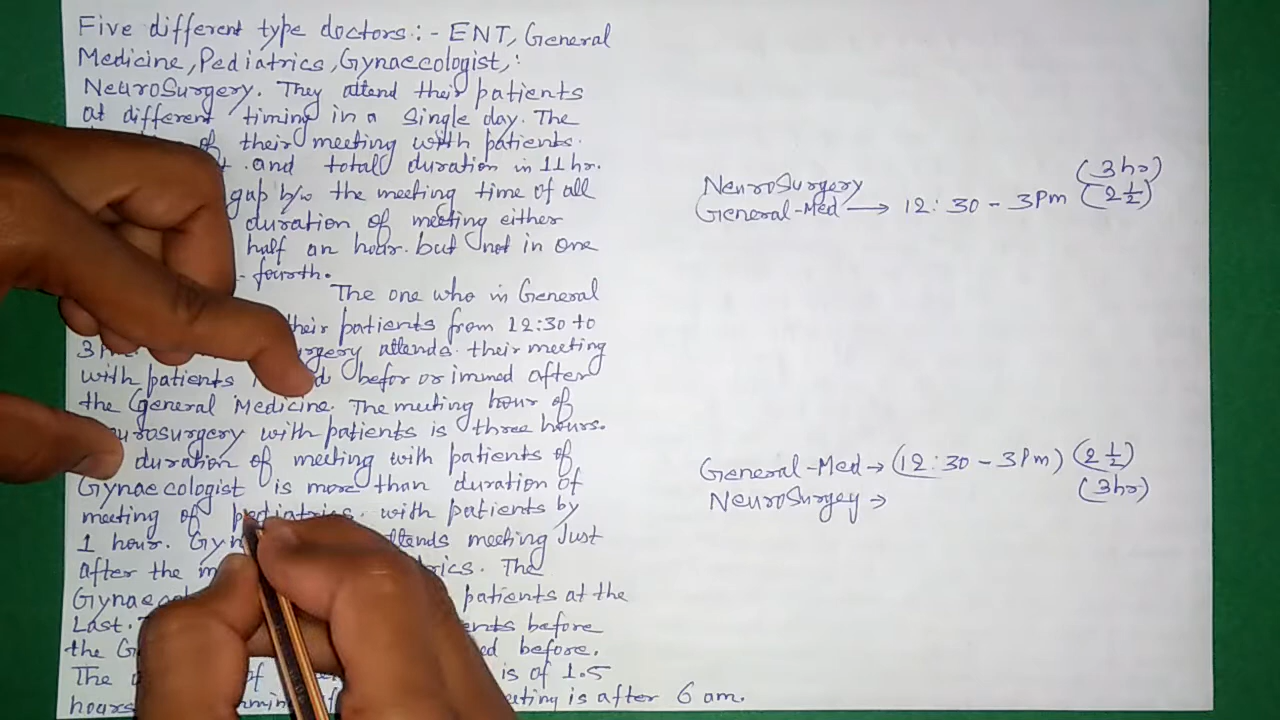 Five different type doctors:- ENT, General
Medicine, Pediatrics, Gynaecologist,:
NeuroSurgery. They attend their patients
at different timing in a single day. The
of their meeting with patients.
and total duration in 11 hr.
gap b/w the meeting time of all
duration of meeting either
half an hour. but not in one
fourth.
The one who in General
their patients from 12:30 to
attends their meeting
with patients befor or immed after
the General Medicine. The meeting hour of
with patients is three hours.
duration of meeting with patients of
Gynaecologist is more than duration of
meeting of pediatrics. with patients by
1 hour. meeting Just
after the The
patients at the
Last. before
the before.
The is of 1.5
hours is after 6 am.
NeuroSurgery (3hr)
General-Med → 12:30 - 3Pm (2 1/2)
General-Med → (12:30 - 3Pm) (2 1/2)
NeuroSurgey → (3hr)